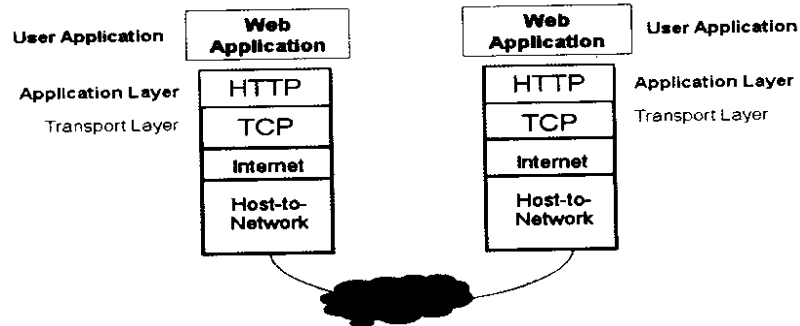 User Application
Web
Application
Application Layer
HTTP
Transport Layer
TCP
Internet
Host-to-
Network
Web
Application
User Application
HTTP
Application Layer
TCP
Transport Layer
Internet
Host-to-
Network